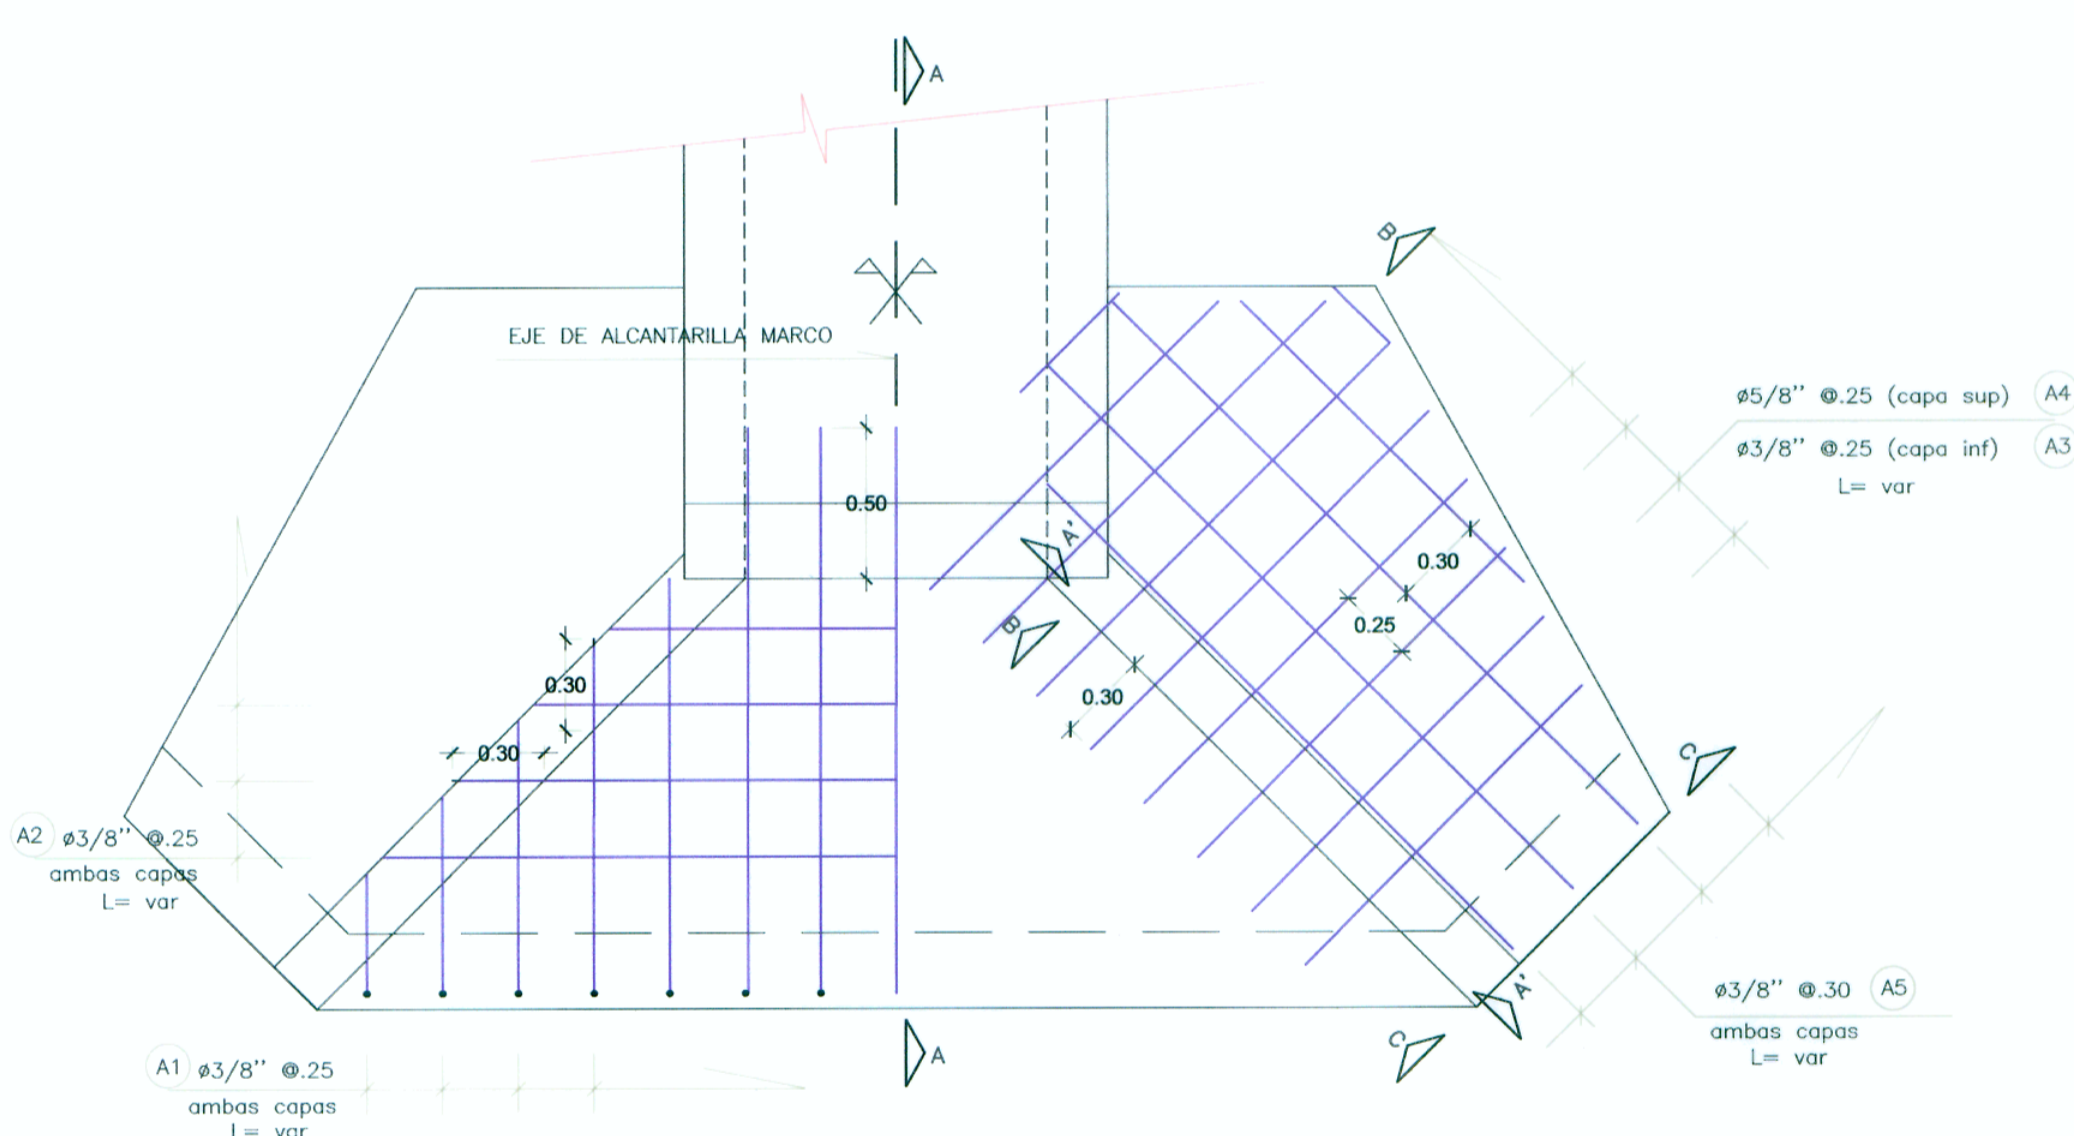 A
B
EJE DE ALCANTARILLA MARCO
ø5/8" @.25 (capa sup) A4
ø3/8" @.25 (capa inf) A3
L= var
0.50
A'
0.30
B
0.25
0.30
0.30
0.30
C
A2 ø3/8" @.25
ambas capas
L= var
A'
ø3/8" @.30 A5
ambas capas
L= var
C
A
A1 ø3/8" @.25
ambas capas
L= var